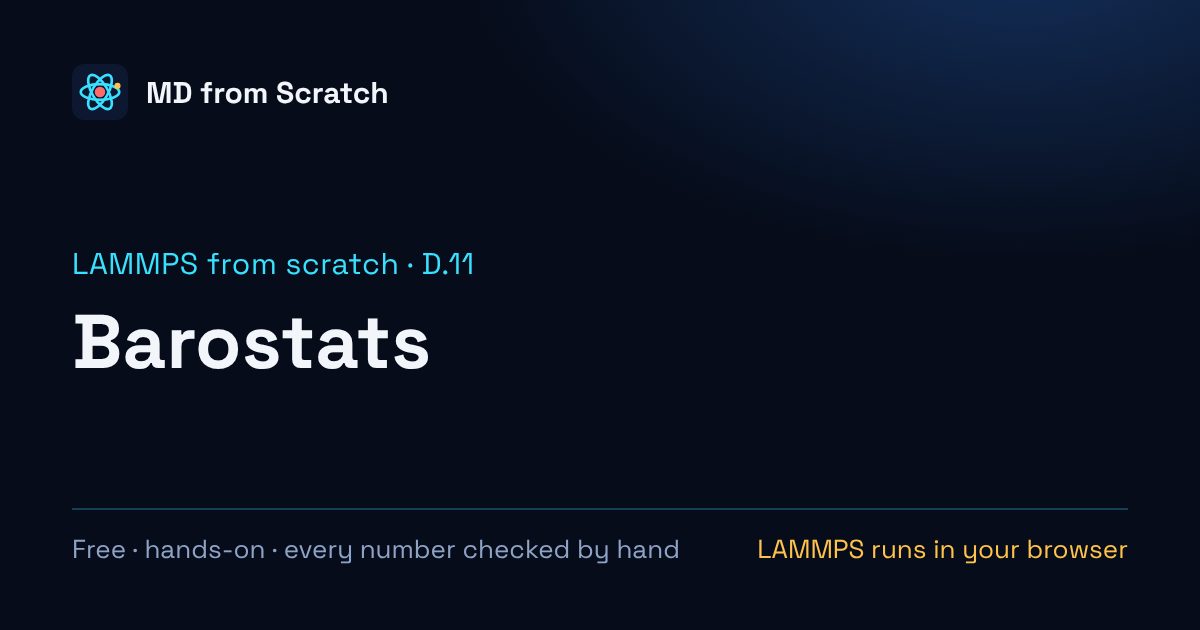 MD from Scratch
LAMMPS from scratch · D.11
Barostats
Free · hands-on · every number checked by hand
LAMMPS runs in your browser